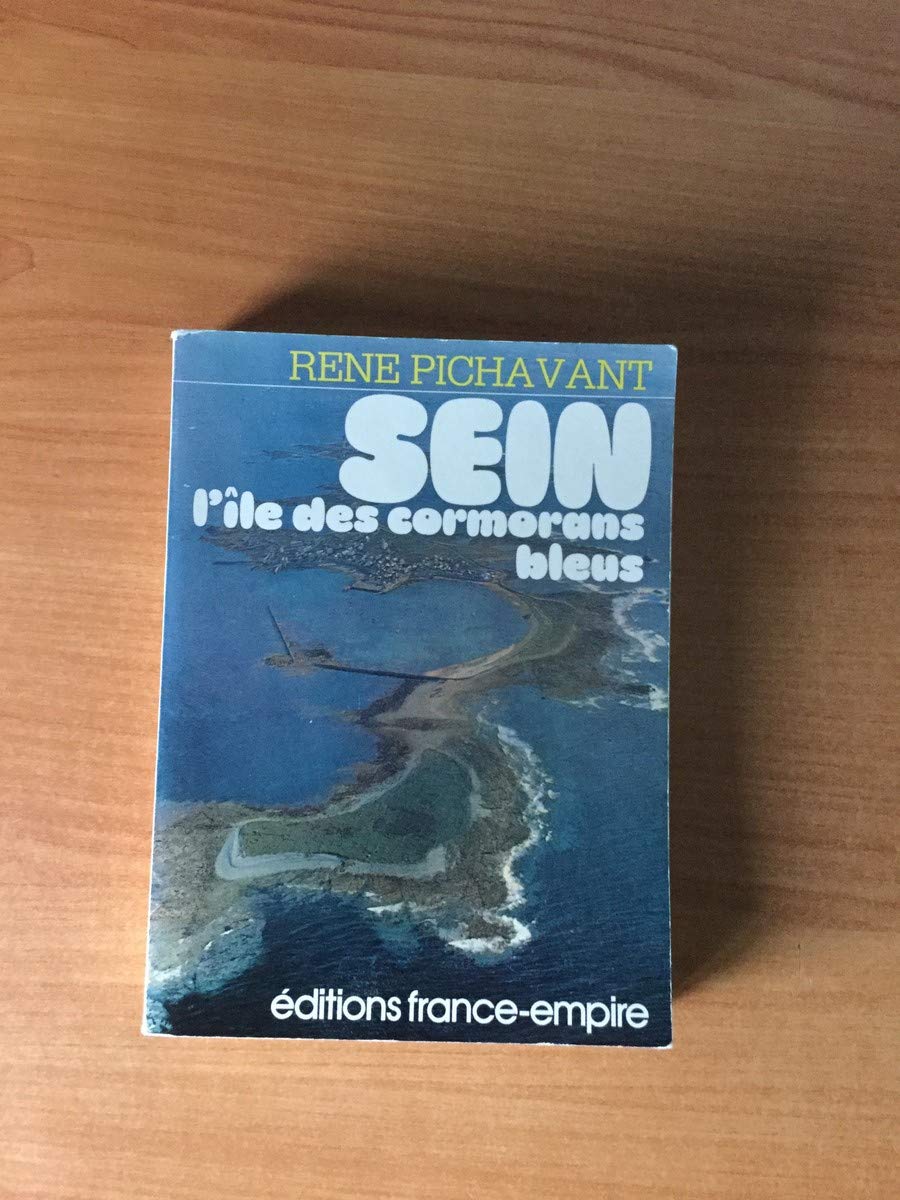 RENE PICHAVANT
SEIN
l'île des cormorans
bleus
éditions france-empire